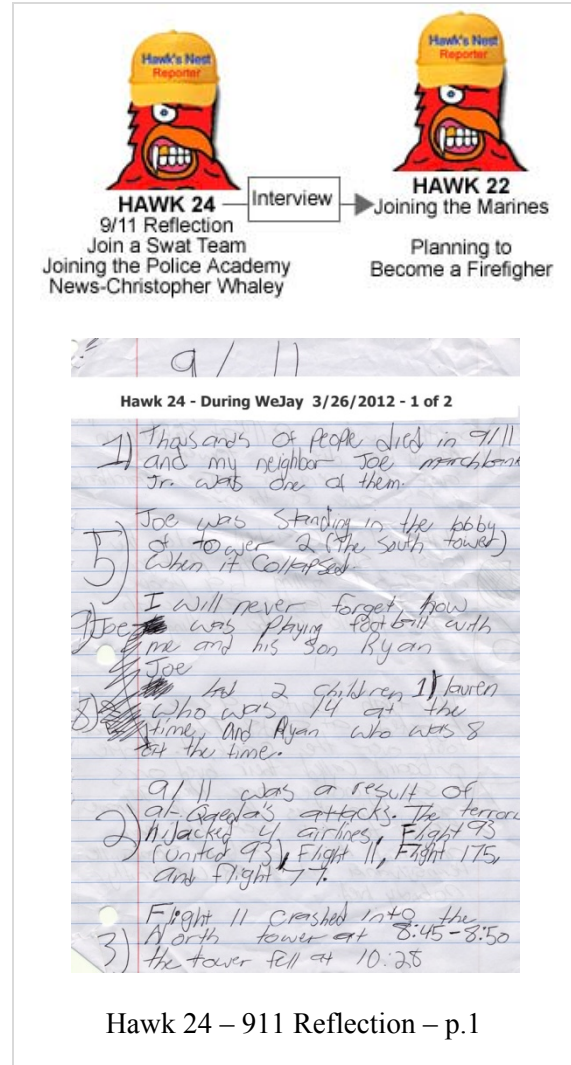 Hawk's Nest
Reporter
Hawk's Nest
Reporter
HAWK 24
Interview
HAWK 22
9/11 Reflection
Join a Swat Team
Joining the Police Academy
News-Christopher Whaley
Joining the Marines
Planning to
Become a Firefigher
9/11
Hawk 24 - During WeJay 3/26/2012 - 1 of 2
1) Thousands of People died in 9/11
and my neighbor Joe marchbank
Jr. was one of them.
5) Joe was Standing in the lobby
of tower 2 (the South tower)
when it Collapsed.
I will never forget how
Joe was playing football with
me and his son Ryan
Joe
had 2 children 1) lauren
8) who was 14 at the
time, and Ryan who was 8
at the time.
9/11 was a result of
al-Qaeda's attacks. The terrori
2) hijacked 4 airlines, Flight 93
(united 93), Flight 11, Flight 175,
and flight 77.
Flight 11 crashed into the
North tower at 8:45-8:50
3) the tower fell at 10:28
Hawk 24 – 911 Reflection – p.1